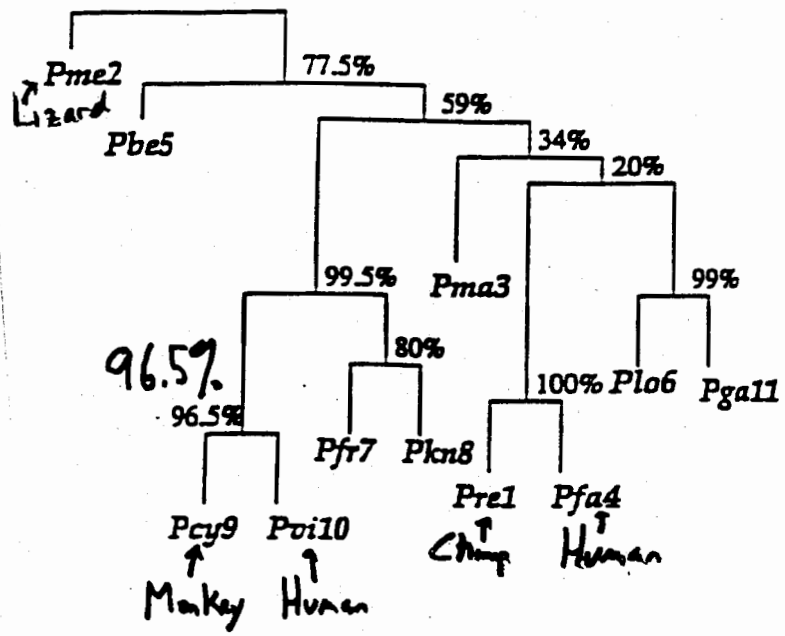 77.5%
Pme2
Lizard
59%
Pbe5
34%
20%
99.5%
Pma3
99%
96.5%
80%
100%
Plo6
Pga11
96.5%
Pfr7
Pkn8
Pre1
Pfa4
Pcy9
Pvi10
Chimp
Human
Monkey
Human